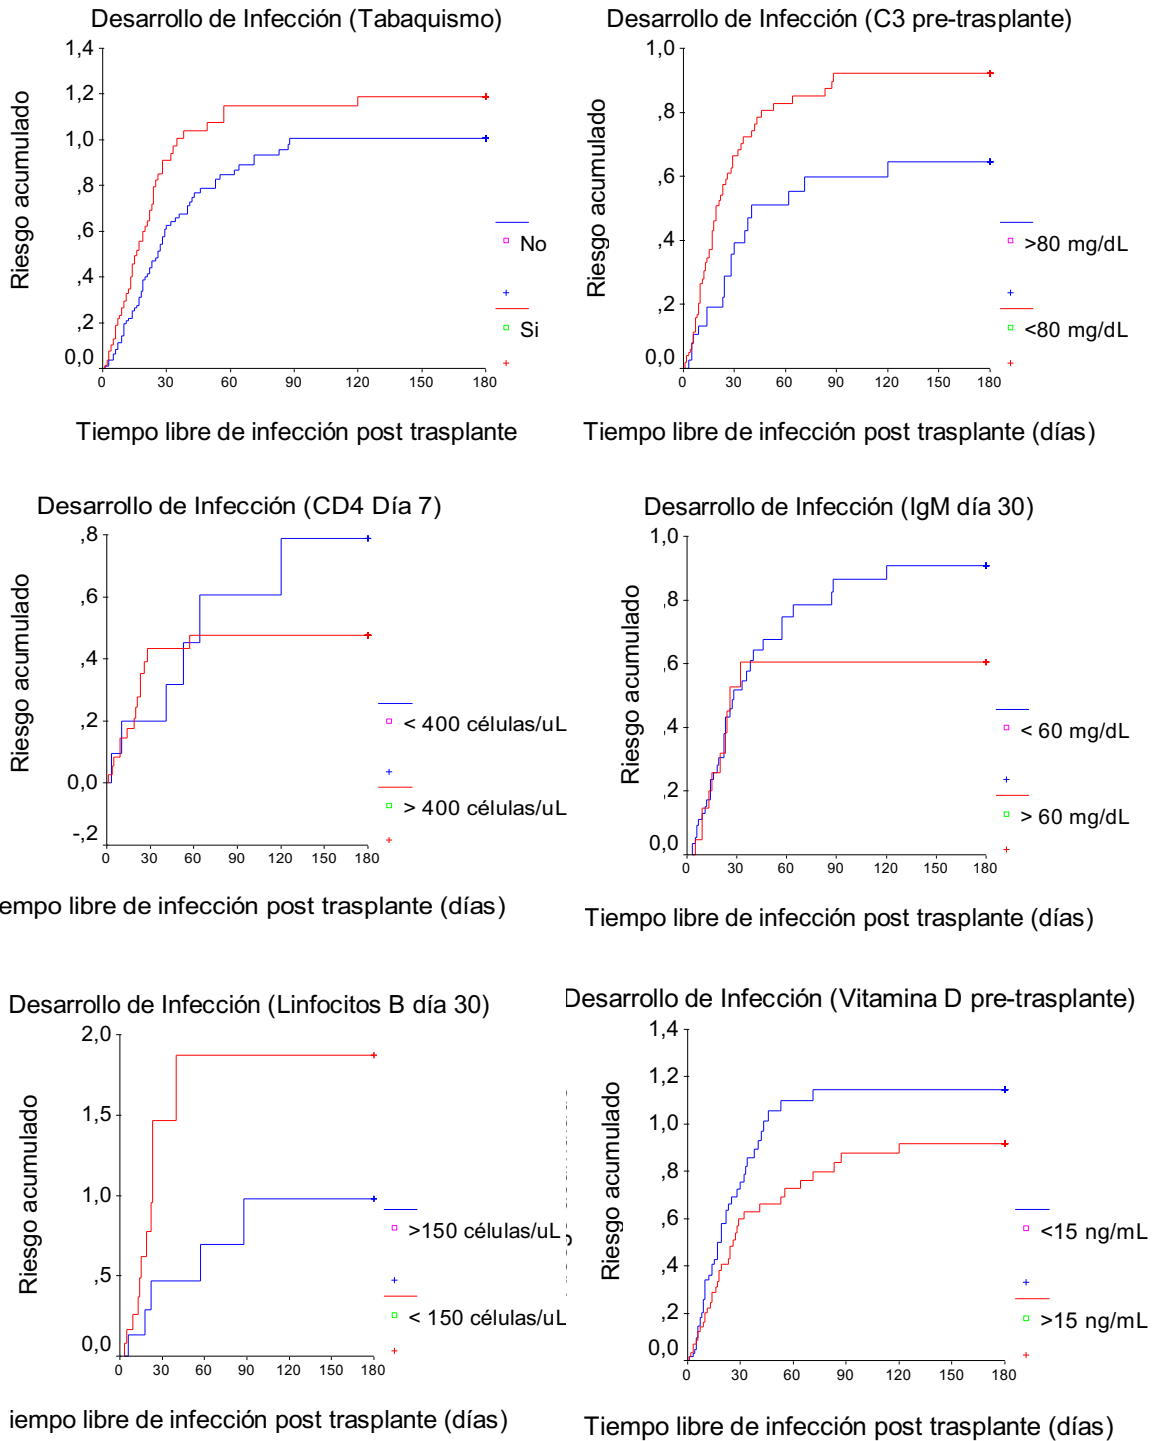 Desarrollo de Infección (Tabaquismo)
Riesgo acumulado
1,4
1,2
1,0
,8
,6
,4
,2
0,0
0 30 60 90 120 150 180
No
Si
Tiempo libre de infección post trasplante
Desarrollo de Infección (C3 pre-trasplante)
Riesgo acumulado
1,0
,8
,6
,4
,2
0,0
0 30 60 90 120 150 180
>80 mg/dL
<80 mg/dL
Tiempo libre de infección post trasplante (días)
Desarrollo de Infección (CD4 Día 7)
Riesgo acumulado
,8
,6
,4
,2
0,0
-,2
0 30 60 90 120 150 180
< 400 células/uL
> 400 células/uL
empo libre de infección post trasplante (días)
Desarrollo de Infección (IgM día 30)
Riesgo acumulado
1,0
,8
,6
,4
,2
0,0
0 30 60 90 120 150 180
< 60 mg/dL
> 60 mg/dL
Tiempo libre de infección post trasplante (días)
Desarrollo de Infección (Linfocitos B día 30)
Riesgo acumulado
2,0
1,5
1,0
,5
0,0
0 30 60 90 120 150 180
>150 células/uL
< 150 células/uL
iempo libre de infección post trasplante (días)
Desarrollo de Infección (Vitamina D pre-trasplante)
Riesgo acumulado
1,4
1,2
1,0
,8
,6
,4
,2
0,0
0 30 60 90 120 150 180
<15 ng/mL
>15 ng/mL
Tiempo libre de infección post trasplante (días)